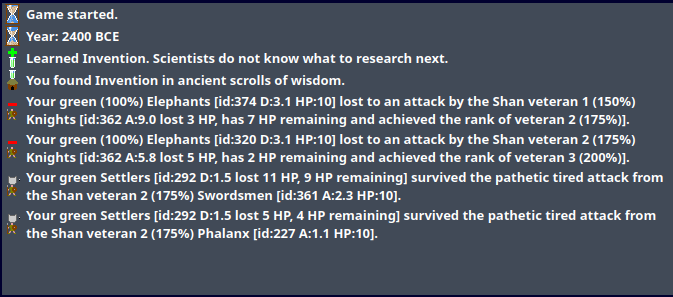 Game started.
Year: 2400 BCE
Learned Invention. Scientists do not know what to research next.
You found Invention in ancient scrolls of wisdom.
Your green (100%) Elephants [id:374 D:3.1 HP:10] lost to an attack by the Shan veteran 1 (150%)
Knights [id:362 A:9.0 lost 3 HP, has 7 HP remaining and achieved the rank of veteran 2 (175%)].
Your green (100%) Elephants [id:320 D:3.1 HP:10] lost to an attack by the Shan veteran 2 (175%)
Knights [id:362 A:5.8 lost 5 HP, has 2 HP remaining and achieved the rank of veteran 3 (200%)].
Your green Settlers [id:292 D:1.5 lost 11 HP, 9 HP remaining] survived the pathetic tired attack from
the Shan veteran 2 (175%) Swordsmen [id:361 A:2.3 HP:10].
Your green Settlers [id:292 D:1.5 lost 5 HP, 4 HP remaining] survived the pathetic tired attack from
the Shan veteran 2 (175%) Phalanx [id:227 A:1.1 HP:10].